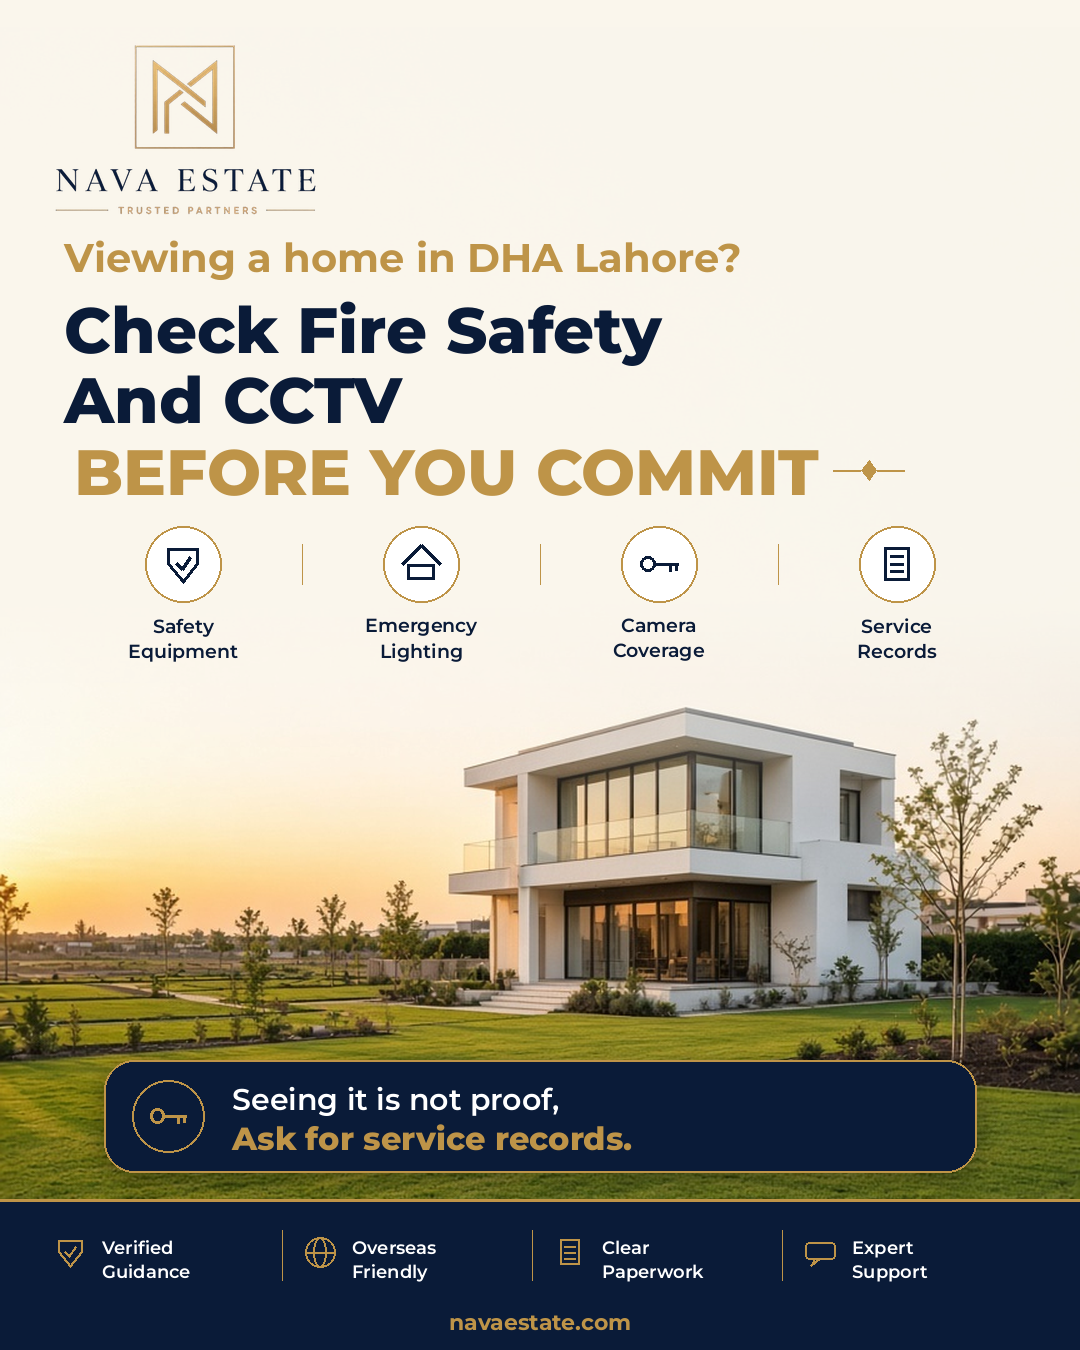 NAVA ESTATE
TRUSTED PARTNERS
Viewing a home in DHA Lahore?
Check Fire Safety
And CCTV
BEFORE YOU COMMIT
Safety
Equipment
Emergency
Lighting
Camera
Coverage
Service
Records
Seeing it is not proof,
Ask for service records.
Verified
Guidance
Overseas
Friendly
Clear
Paperwork
Expert
Support
navaestate.com